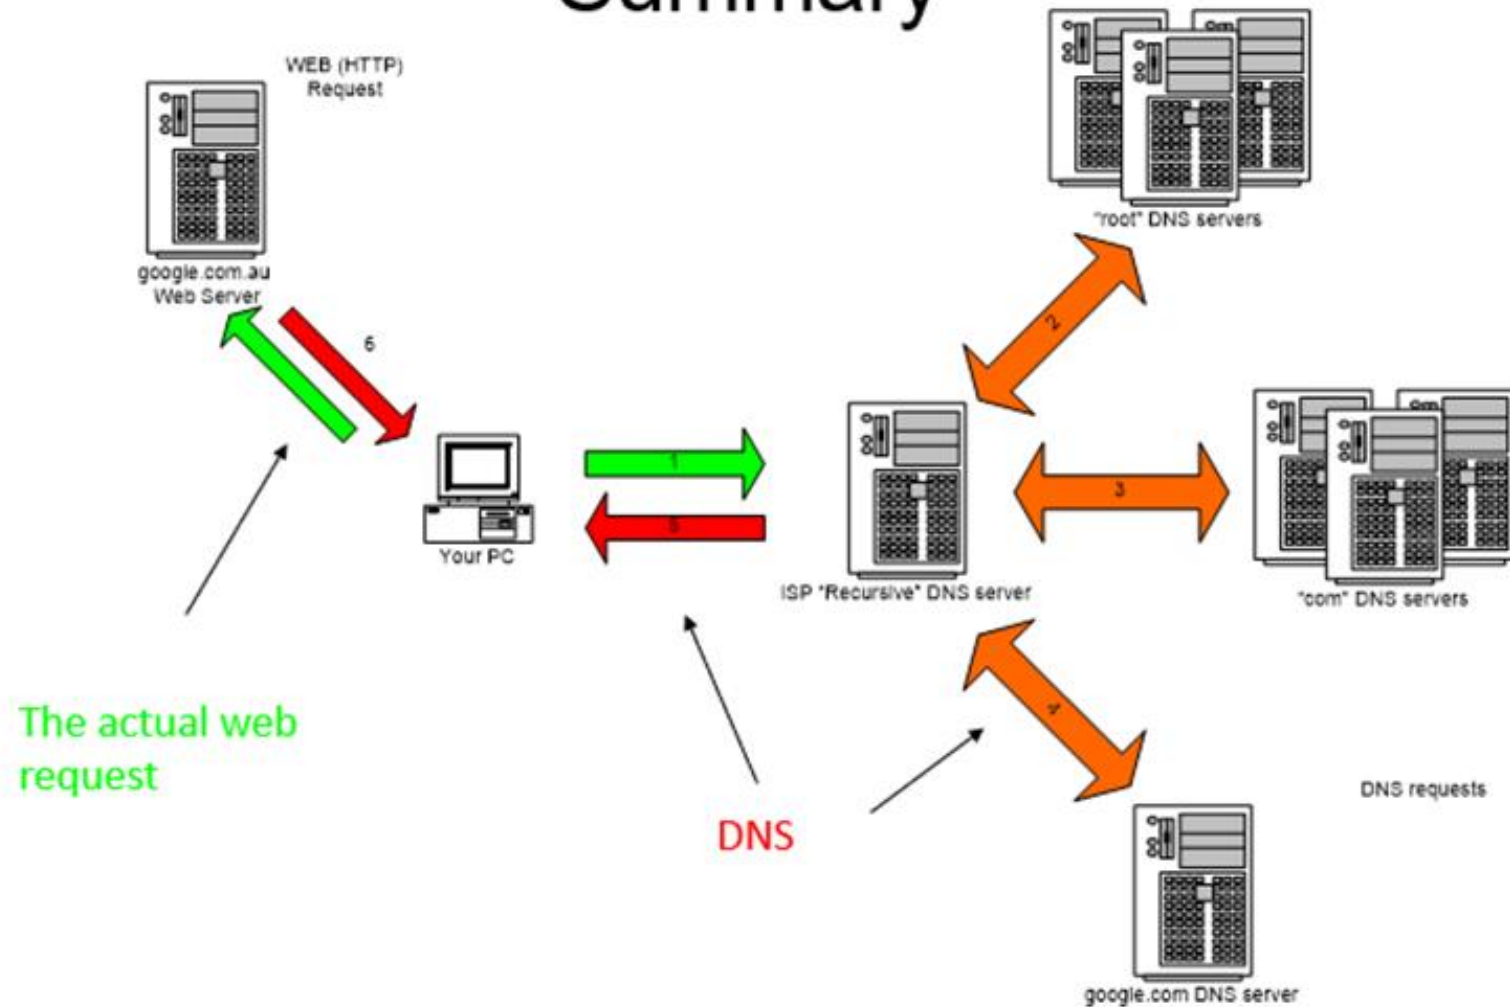 Summary
WEB (HTTP)
Request
"root" DNS servers
google.com.au
Web Server
6
2
1
3
5
Your PC
ISP "Recursive" DNS server
"com" DNS servers
4
The actual web
request
DNS
DNS requests
google.com DNS server